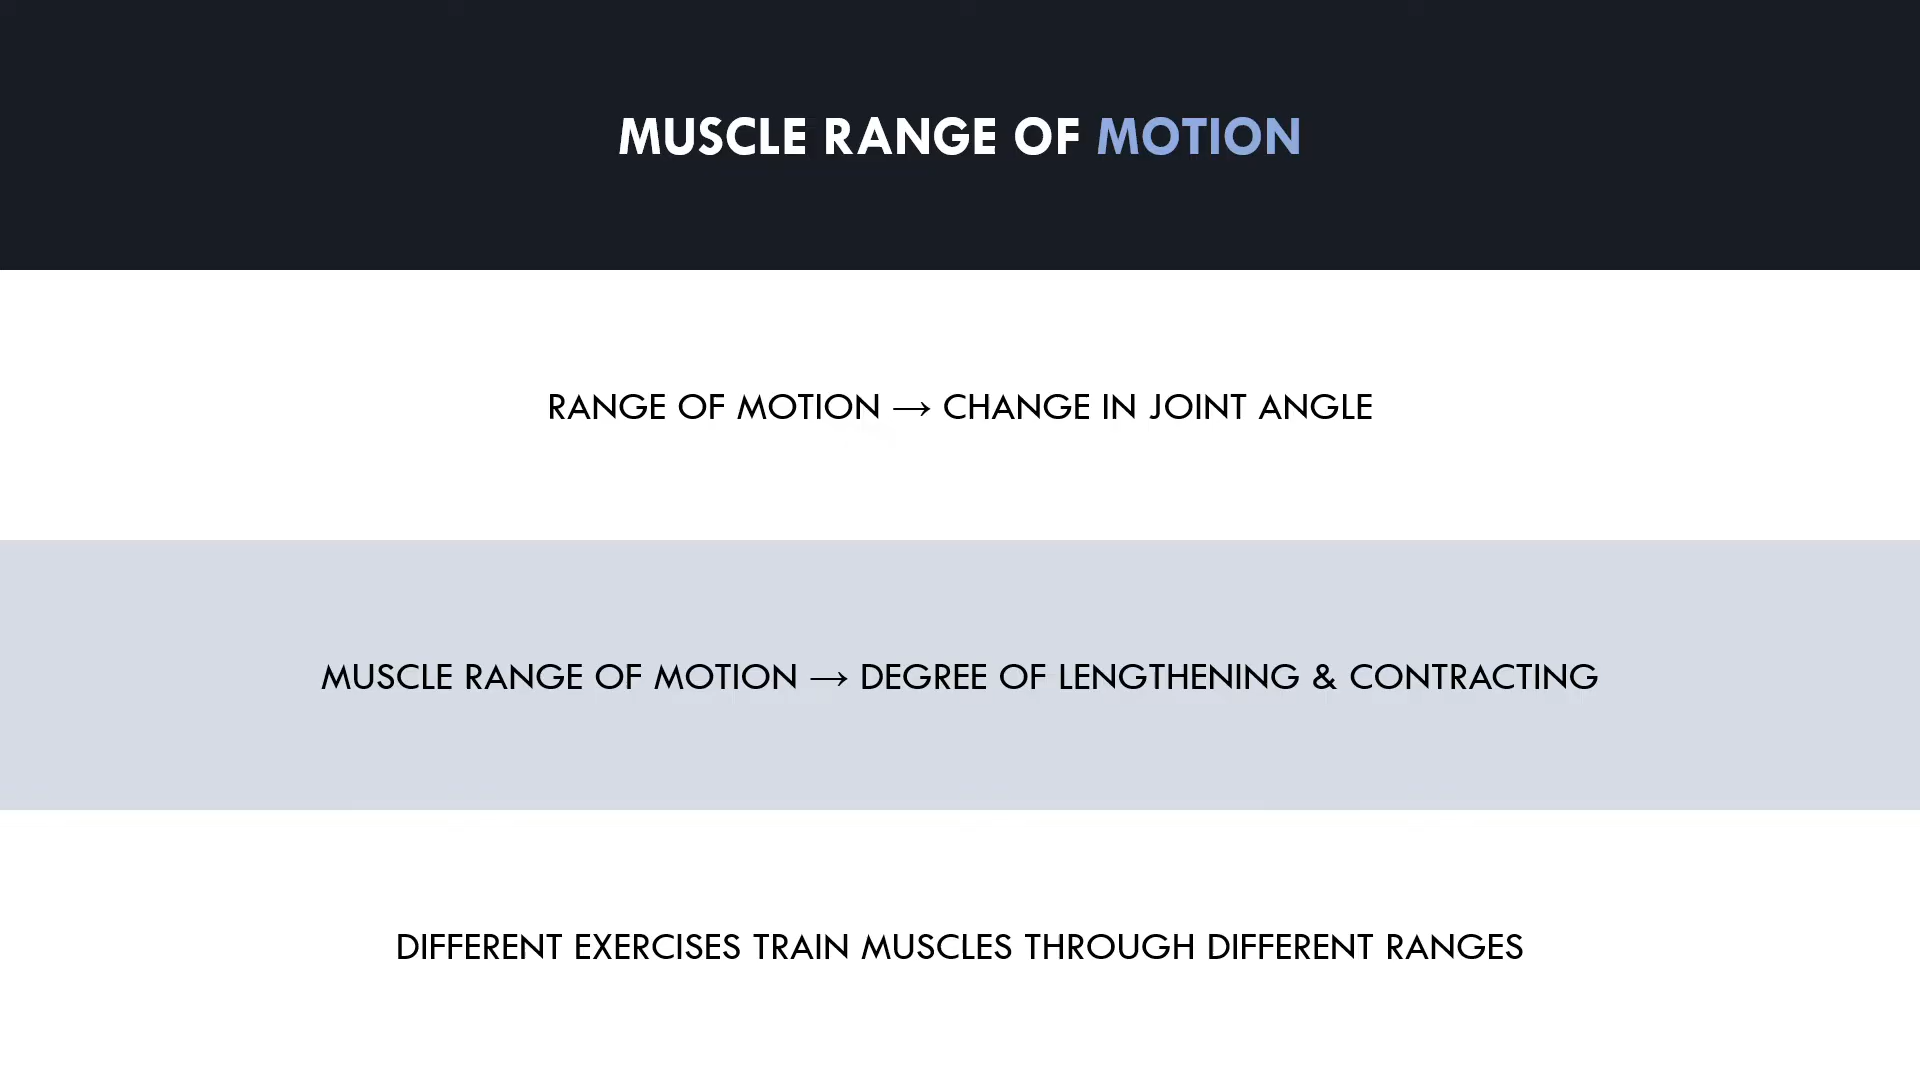 MUSCLE RANGE OF MOTION
RANGE OF MOTION → CHANGE IN JOINT ANGLE
MUSCLE RANGE OF MOTION → DEGREE OF LENGTHENING & CONTRACTING
DIFFERENT EXERCISES TRAIN MUSCLES THROUGH DIFFERENT RANGES